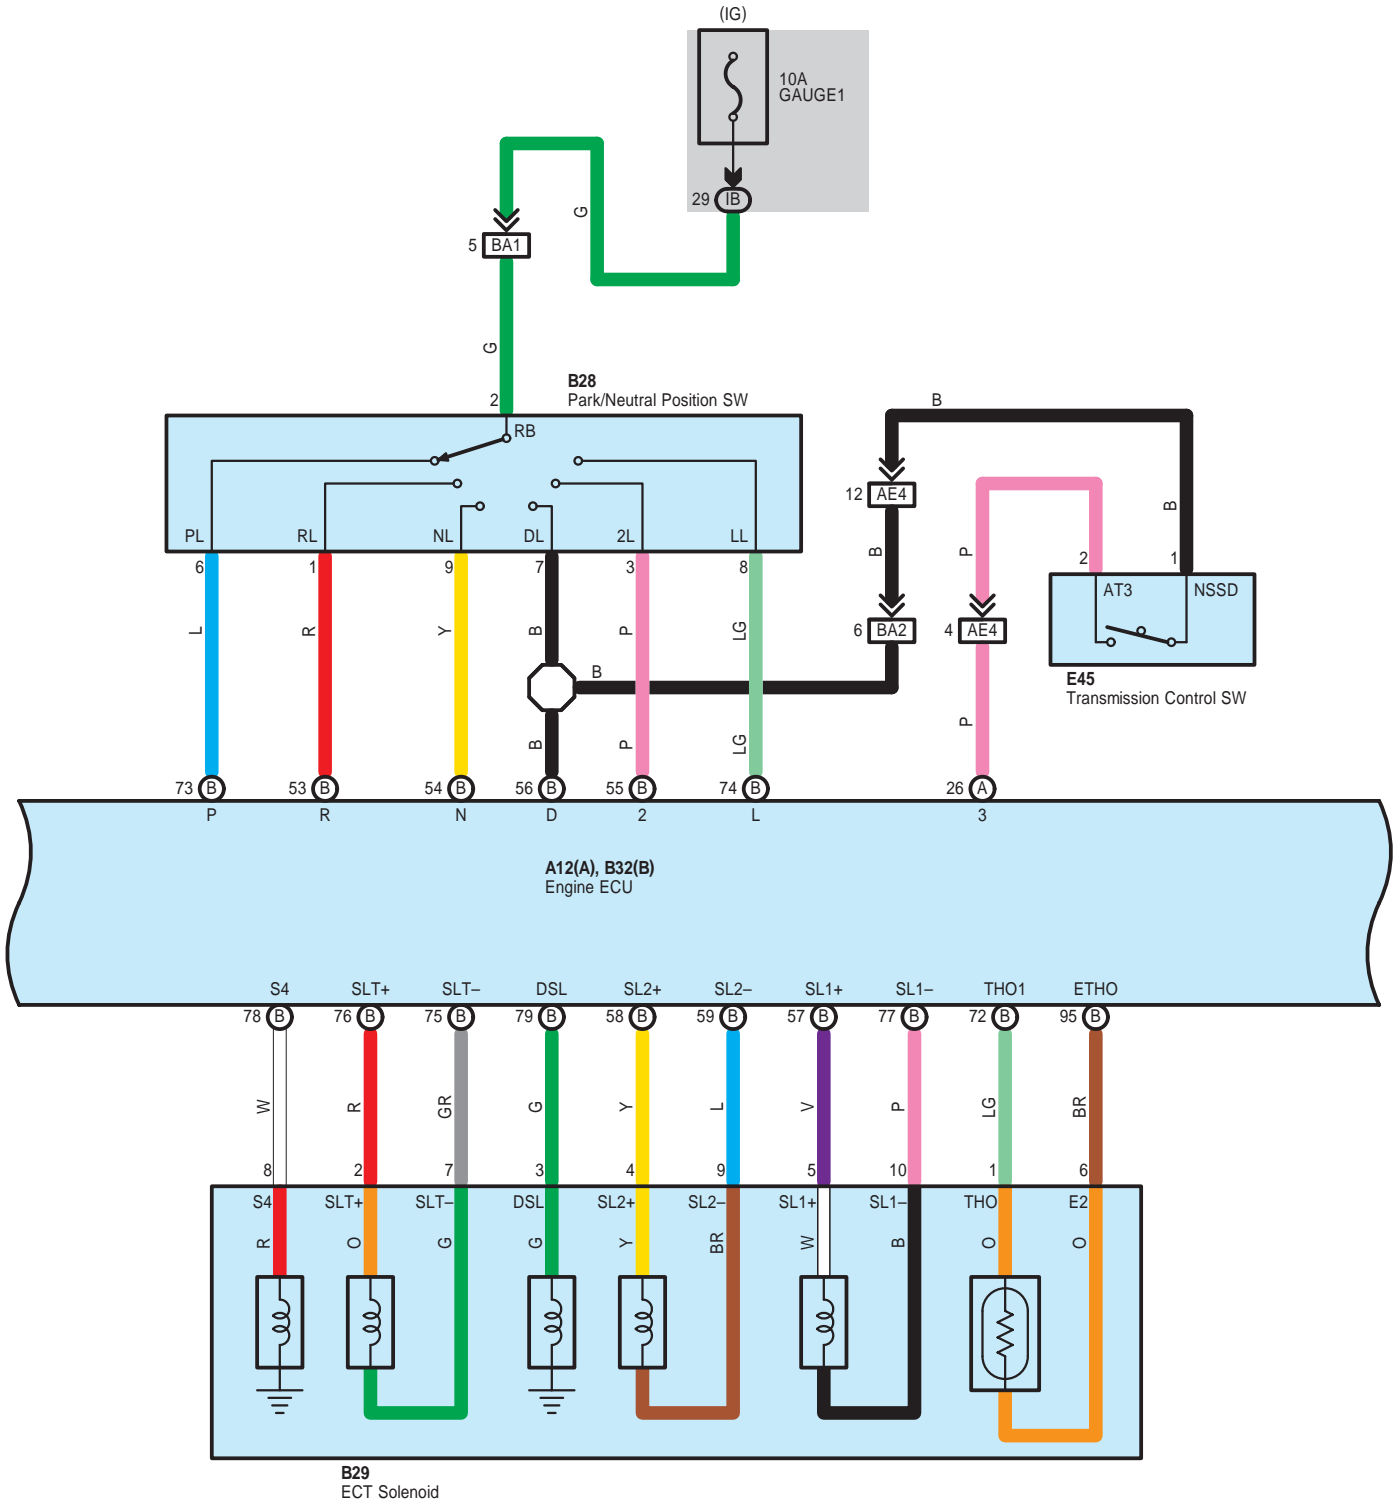 (IG)
10A
GAUGE1
29 IB
G
5 BA1
G
B28
Park/Neutral Position SW
2
RB
PL RL NL DL 2L LL
6 1 9 7 3 8
B
12 AE4
B
B
P
2 1
AT3 NSSD
6 BA2
4 AE4
E45
Transmission Control SW
L R Y B P LG
B
B P LG P
73 B 53 B 54 B 56 B 55 B 74 B 26 A
P R N D 2 L 3
A12(A), B32(B)
Engine ECU
S4 SLT+ SLT– DSL SL2+ SL2– SL1+ SL1– THO1 ETHO
78 B 76 B 75 B 79 B 58 B 59 B 57 B 77 B 72 B 95 B
W R GR G Y L V P LG BR
8 2 7 3 4 9 5 10 1 6
S4 SLT+ SLT– DSL SL2+ SL2– SL1+ SL1– THO E2
R O G G Y BR W B O O
B29
ECT Solenoid